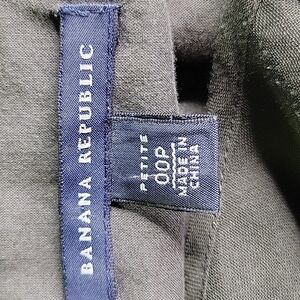 BANANA REPUBLIC
PETITE
00P
MADE IN
CHINA